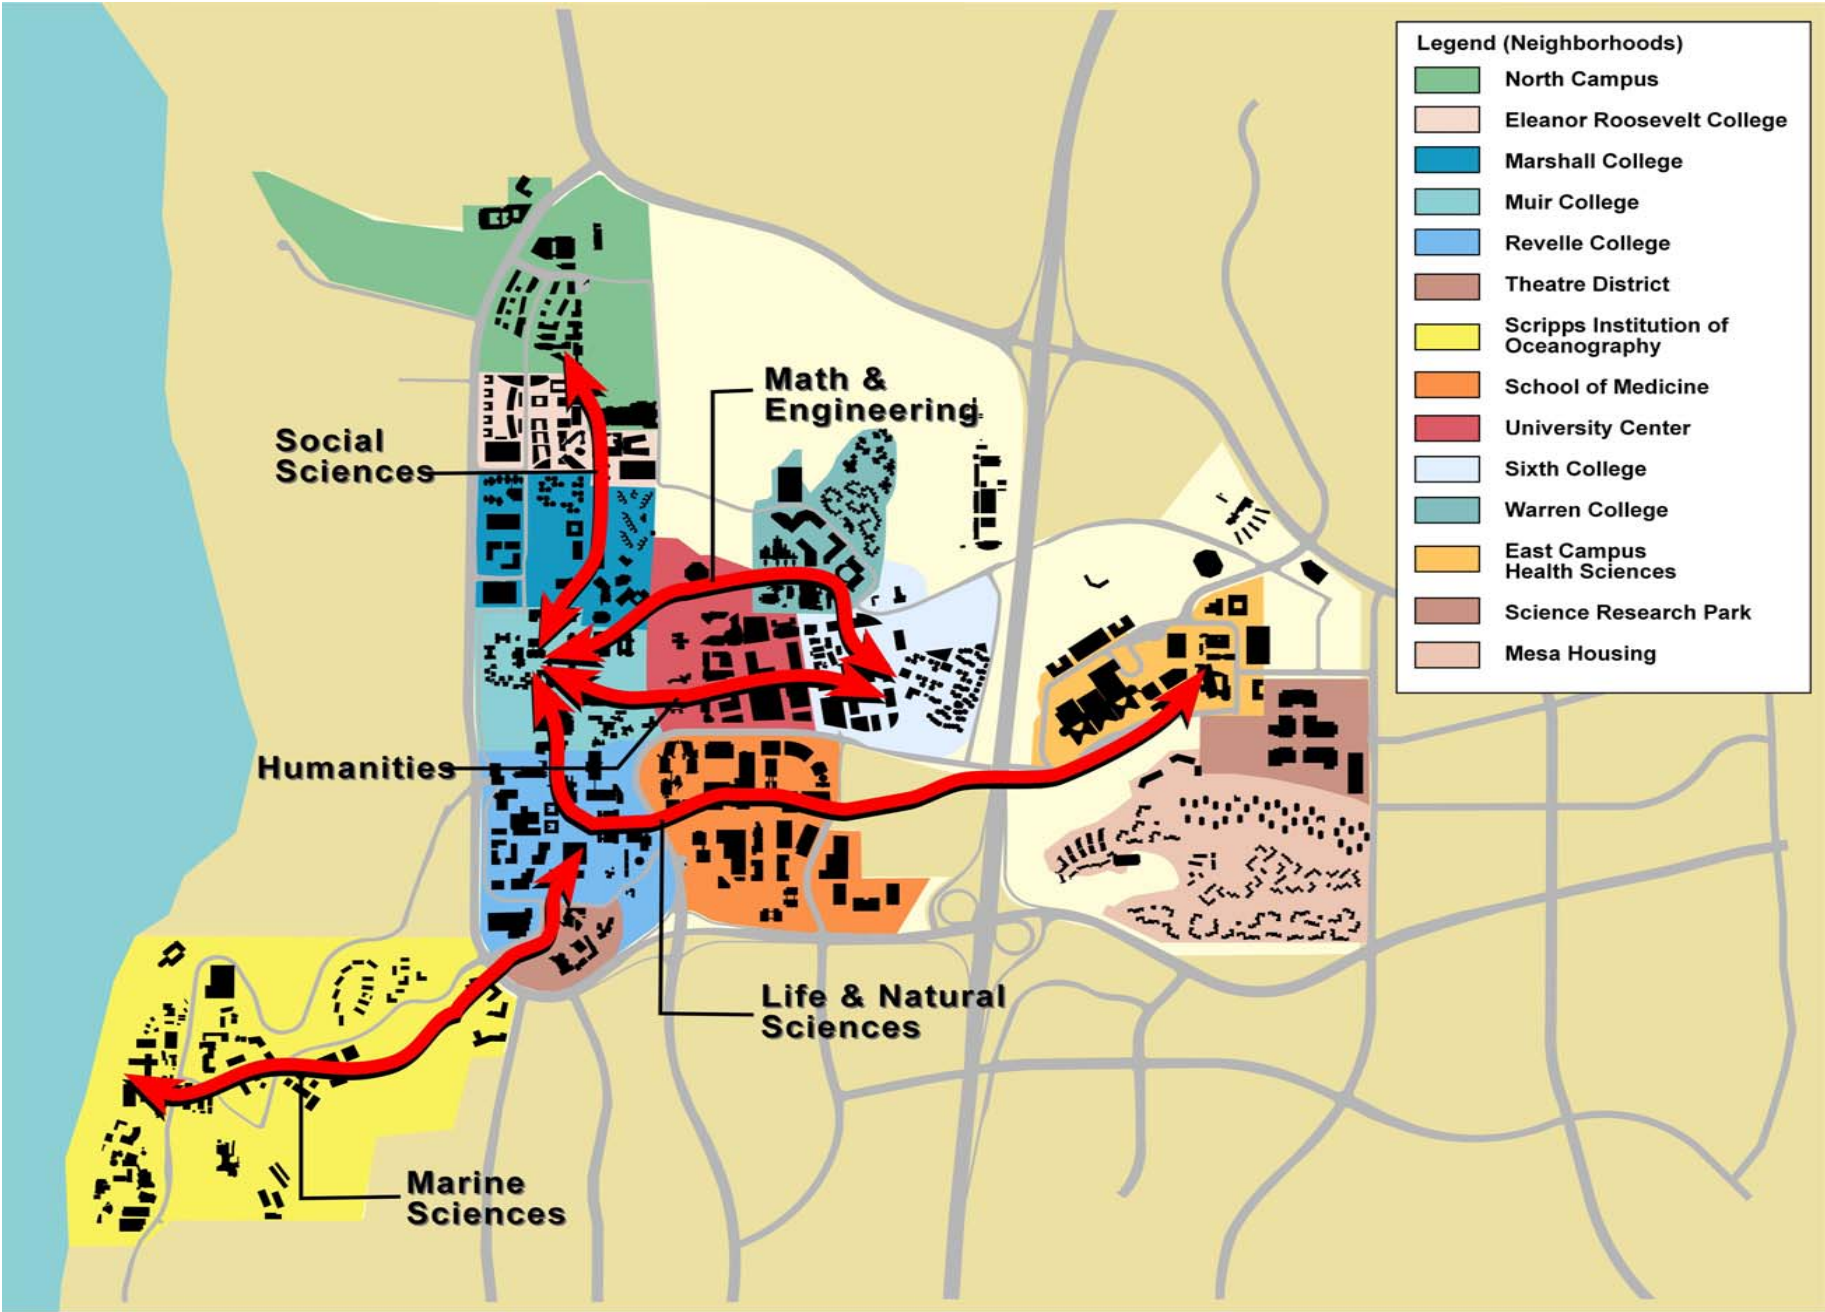 Legend (Neighborhoods)
North Campus
Eleanor Roosevelt College
Marshall College
Muir College
Revelle College
Theatre District
Scripps Institution of
Oceanography
School of Medicine
University Center
Sixth College
Warren College
East Campus
Health Sciences
Science Research Park
Mesa Housing
Math &
Engineering
Social
Sciences
Humanities
Life & Natural
Sciences
Marine
Sciences